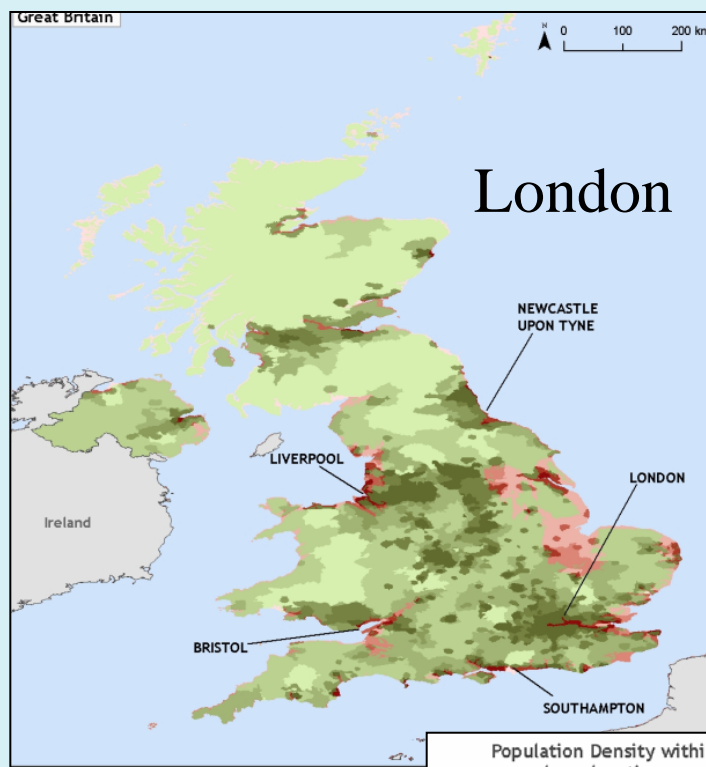 Great Britain
N
0 100 200 km
London
NEWCASTLE
UPON TYNE
LIVERPOOL
LONDON
Ireland
BRISTOL
SOUTHAMPTON
Population Density withi